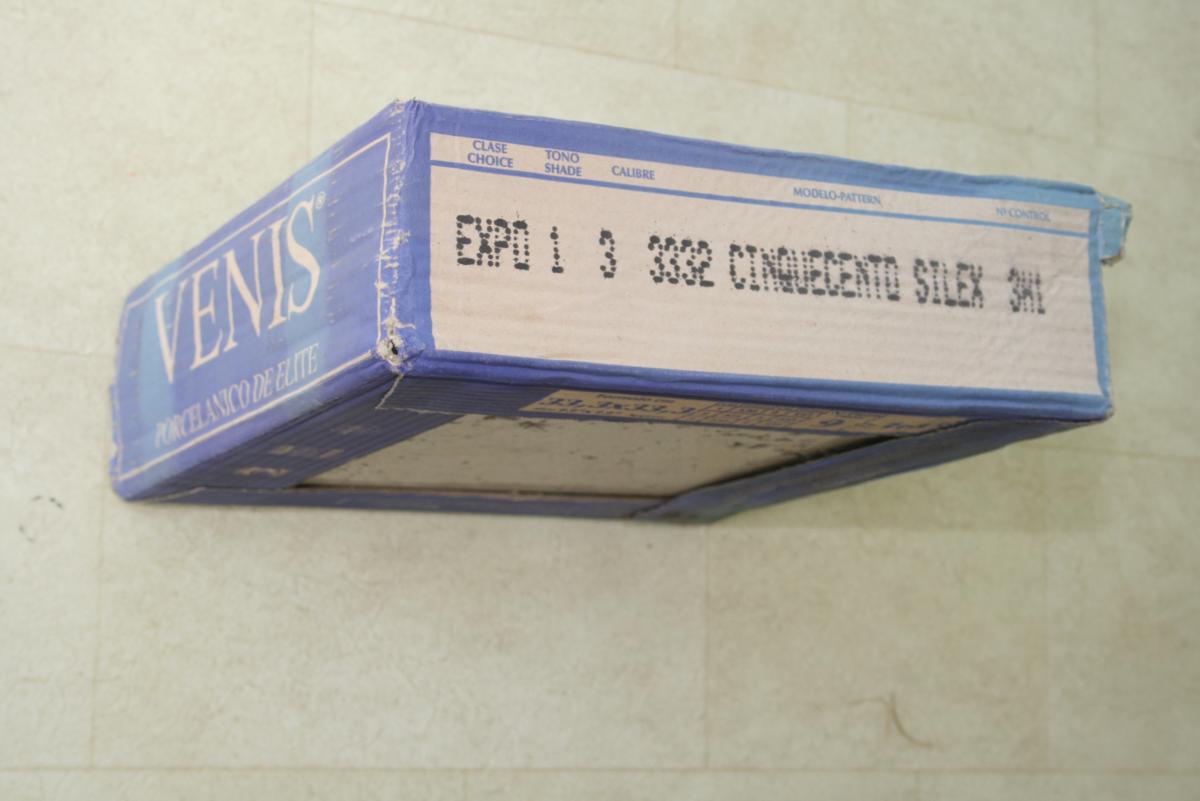 VENIS®
PORCELANICO DE ELITE
CLASE TONO CALIBRE MODELO-PATTERN Nº CONTROL
CHOICE SHADE
EXPO 1 3 3332 CINQUECENTO SILEX 3H1